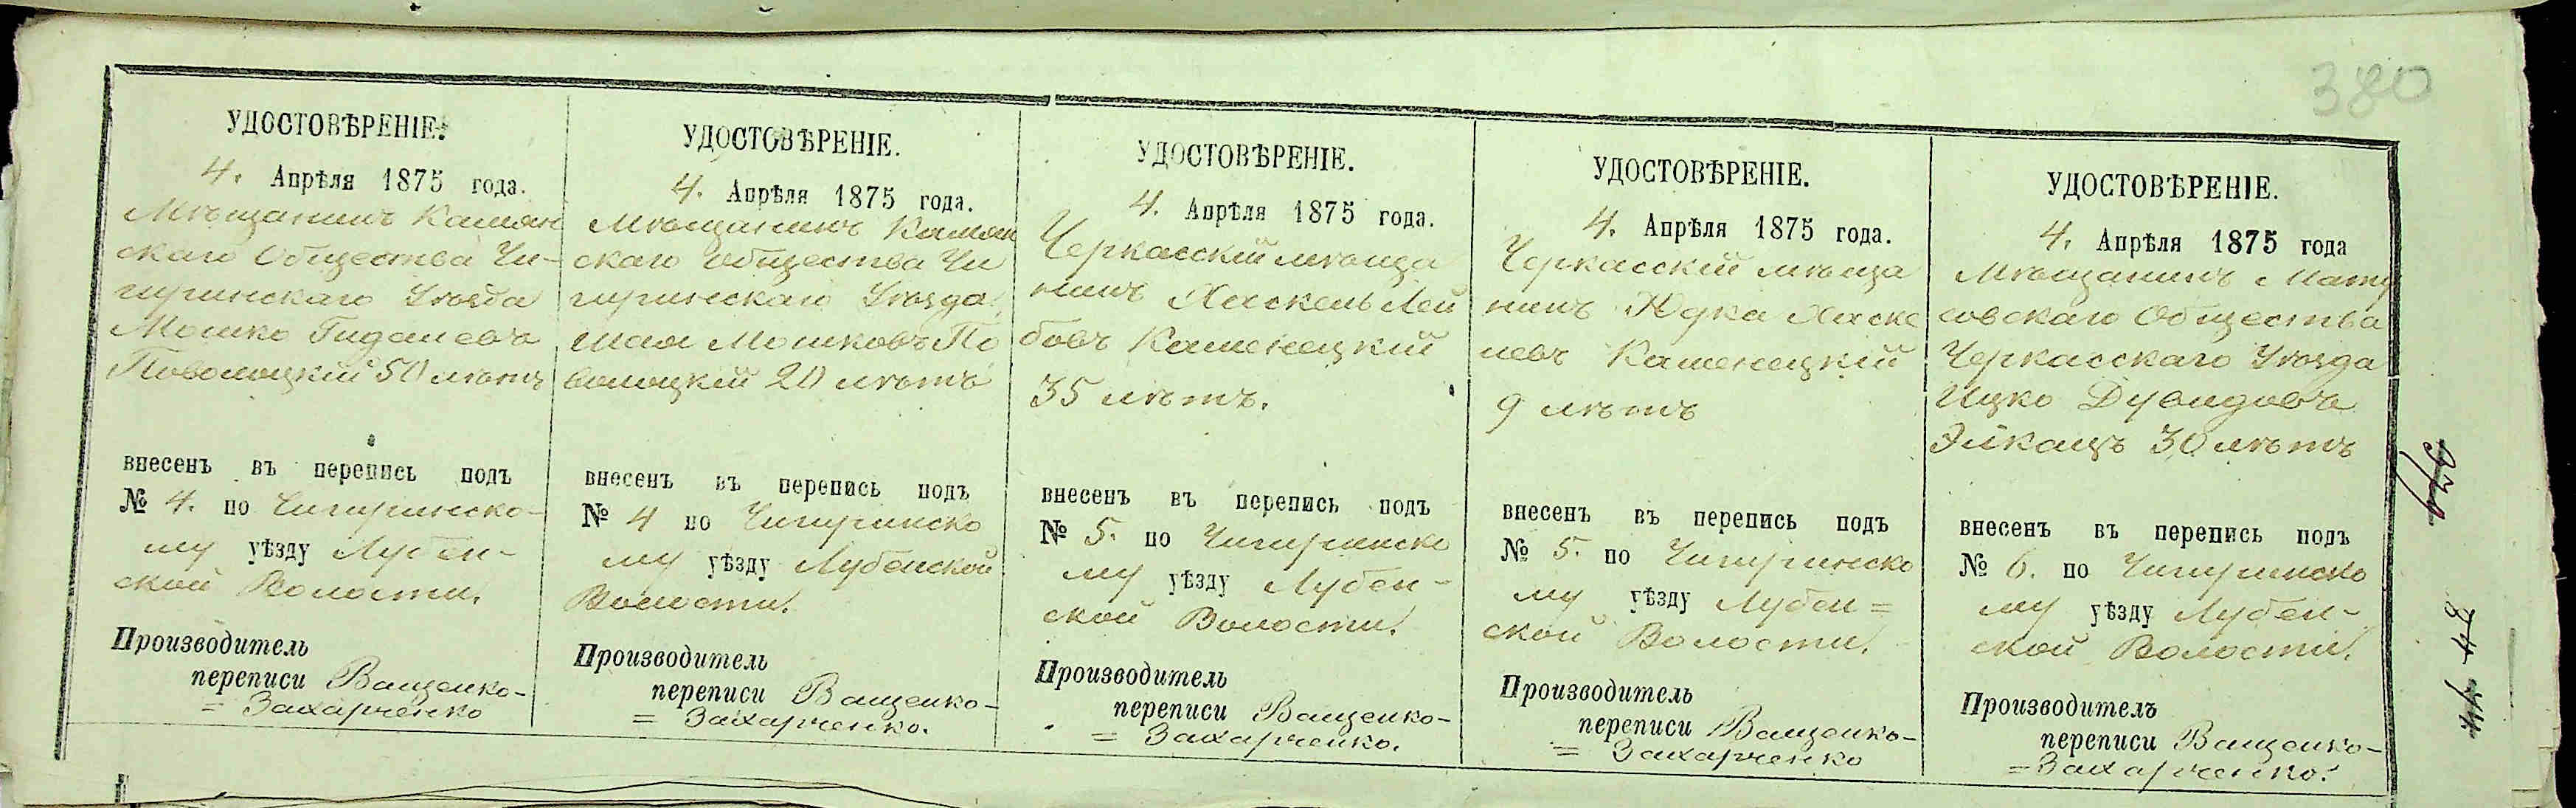 380
УДОСТОВѢРЕНІЕ.
4. Апрѣля 1875 года.
Мѣщанинъ Камян
скаго Общества Чи-
гиринскаго Уѣзда
Мошко Гидалевъ
Поволоцкій 50 лѣтъ
внесенъ въ перепись подъ
№ 4. по Чигиринско-
му уѣзду Лубен-
ской Волости.
Производитель
переписи Ващенко-
= Захарченко
УДОСТОВѢРЕНІЕ.
4. Апрѣля 1875 года.
Мѣщанинъ Камян
скаго Общества Чи
гиринскаго Уѣзда,
Шая Мошковъ По
волоцкій 20 лѣтъ
внесенъ въ перепись подъ
№ 4 по Чигиринско
му уѣзду Лубенской
Волости.
Производитель
переписи Ващенко-
= Захарченко.
УДОСТОВѢРЕНІЕ.
4. Апрѣля 1875 года.
Черкасскій мѣща
нинъ Хаскель Лей
бовъ Каменецкій
35 лѣтъ.
внесенъ въ перепись подъ
№ 5. по Чигиринско
му уѣзду Лубен-
ской Волости.
Производитель
переписи Ващенко-
= Захарченко.
УДОСТОВѢРЕНІЕ.
4. Апрѣля 1875 года.
Черкасскій мѣща
нинъ Юдка Хаске
левъ Каменецкій
9 лѣтъ
внесенъ въ перепись подъ
№ 5. по Чигиринско
му уѣзду Лубен=
ской Волости.
Производитель
переписи Ващенко-
= Захарченко
УДОСТОВѢРЕНІЕ.
4. Апрѣля 1875 года
Мѣщанинъ Мату
совскаго Общества
Черкасскаго Уѣзда
Ицко Дувидовъ
Элкацъ 30 лѣтъ
внесенъ въ перепись подъ
№ 6. по Чигиринско
му уѣзду Лубен-
ской Волости.
Производитель
переписи Ващенко-
= Захарченко.